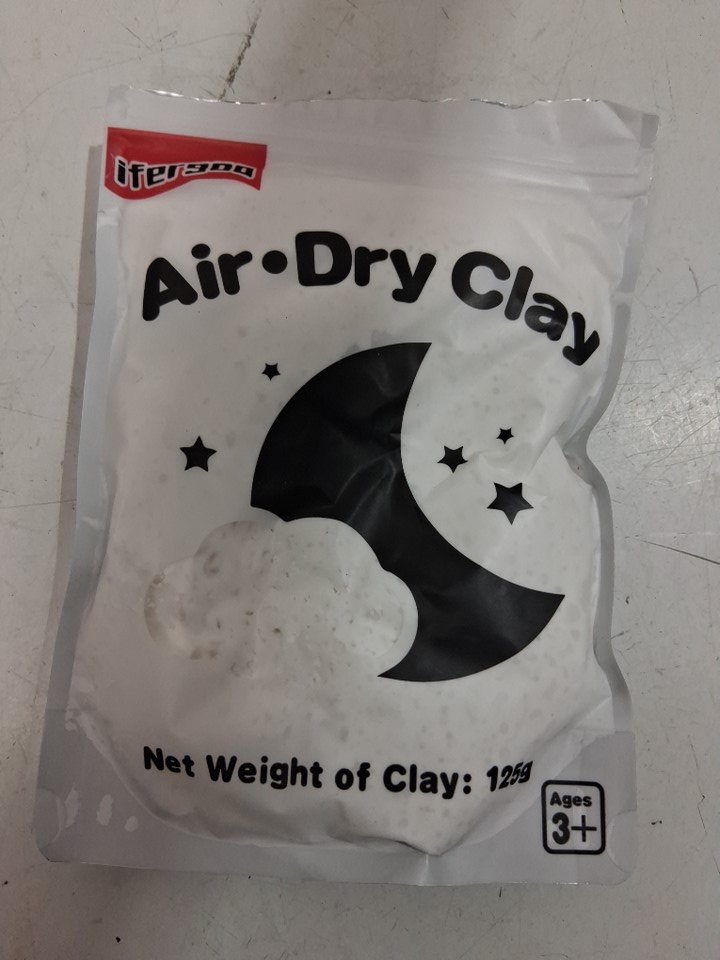 ifergoo
Air•Dry Clay
Net Weight of Clay: 125g
Ages
3+